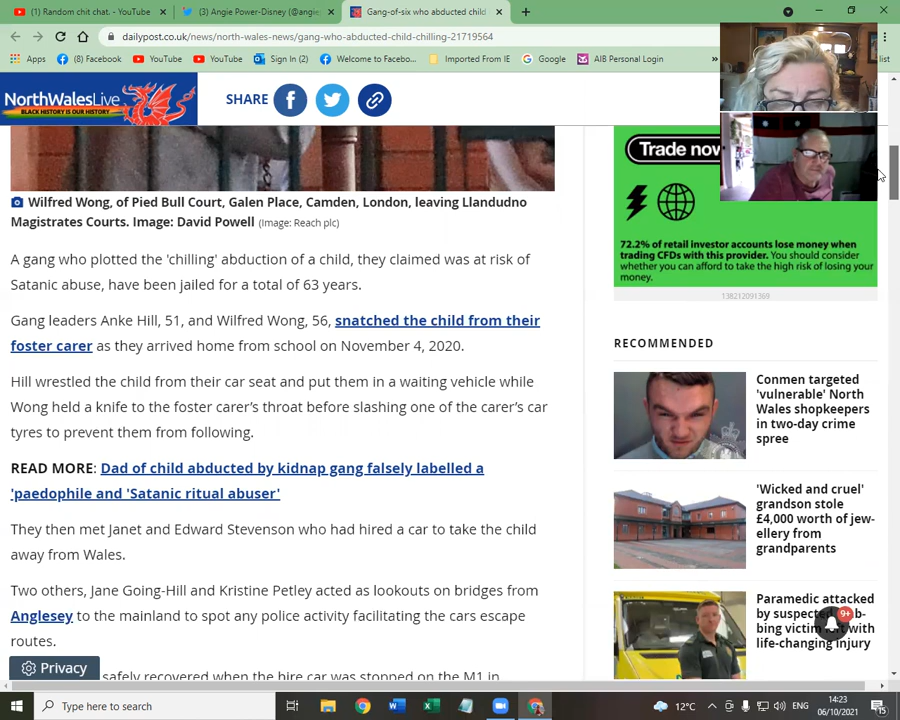 (1) Random chit chat. - YouTube
(3) Angie Power-Disney (@angie
Gang-of-six who abducted child
dailypost.co.uk/news/north-wales-news/gang-who-abducted-child-chilling-21719564
Apps
(8) Facebook
YouTube
YouTube
Sign In (2)
Welcome to Facebo...
Imported From IE
Google
AIB Personal Login
»
list
NorthWalesLive
BLACK HISTORY IS OUR HISTORY
SHARE
Wilfred Wong, of Pied Bull Court, Galen Place, Camden, London, leaving Llandudno
Magistrates Courts. Image: David Powell (Image: Reach plc)
A gang who plotted the 'chilling' abduction of a child, they claimed was at risk of
Satanic abuse, have been jailed for a total of 63 years.
Gang leaders Anke Hill, 51, and Wilfred Wong, 56, snatched the child from their
foster carer as they arrived home from school on November 4, 2020.
Hill wrestled the child from their car seat and put them in a waiting vehicle while
Wong held a knife to the foster carer's throat before slashing one of the carer's car
tyres to prevent them from following.
READ MORE: Dad of child abducted by kidnap gang falsely labelled a
'paedophile and 'Satanic ritual abuser'
They then met Janet and Edward Stevenson who had hired a car to take the child
away from Wales.
Two others, Jane Going-Hill and Kristine Petley acted as lookouts on bridges from
Anglesey to the mainland to spot any police activity facilitating the cars escape
routes.
safely recovered when the hire car was stopped on the M1 in
Privacy
Trade now
72.2% of retail investor accounts lose money when
trading CFDs with this provider. You should consider
whether you can afford to take the high risk of losing your
money.
138212091369
RECOMMENDED
Conmen targeted
'vulnerable' North
Wales shopkeepers
in two-day crime
spree
'Wicked and cruel'
grandson stole
£4,000 worth of jew-
ellery from
grandparents
Paramedic attacked
by suspected
bing victim
with
life-changing injury
9+
Type here to search
12°C
14:23
06/10/2021
15